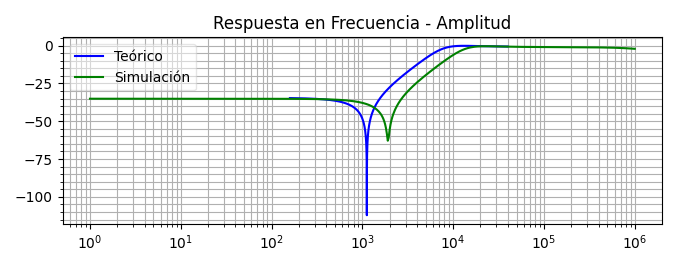 Respuesta en Frecuencia - Amplitud
Teórico
Simulación
0
−25
−50
−75
−100
10⁰ 10¹ 10² 10³ 10⁴ 10⁵ 10⁶